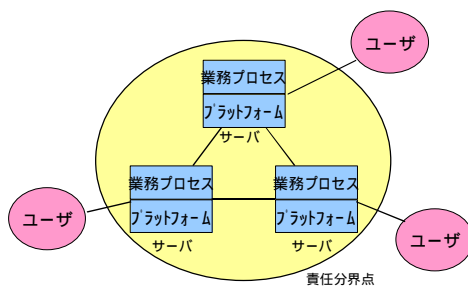 ユーザ
業務プロセス
プラットフォーム
サーバ
業務プロセス
プラットフォーム
サーバ
業務プロセス
プラットフォーム
サーバ
ユーザ
ユーザ
責任分界点